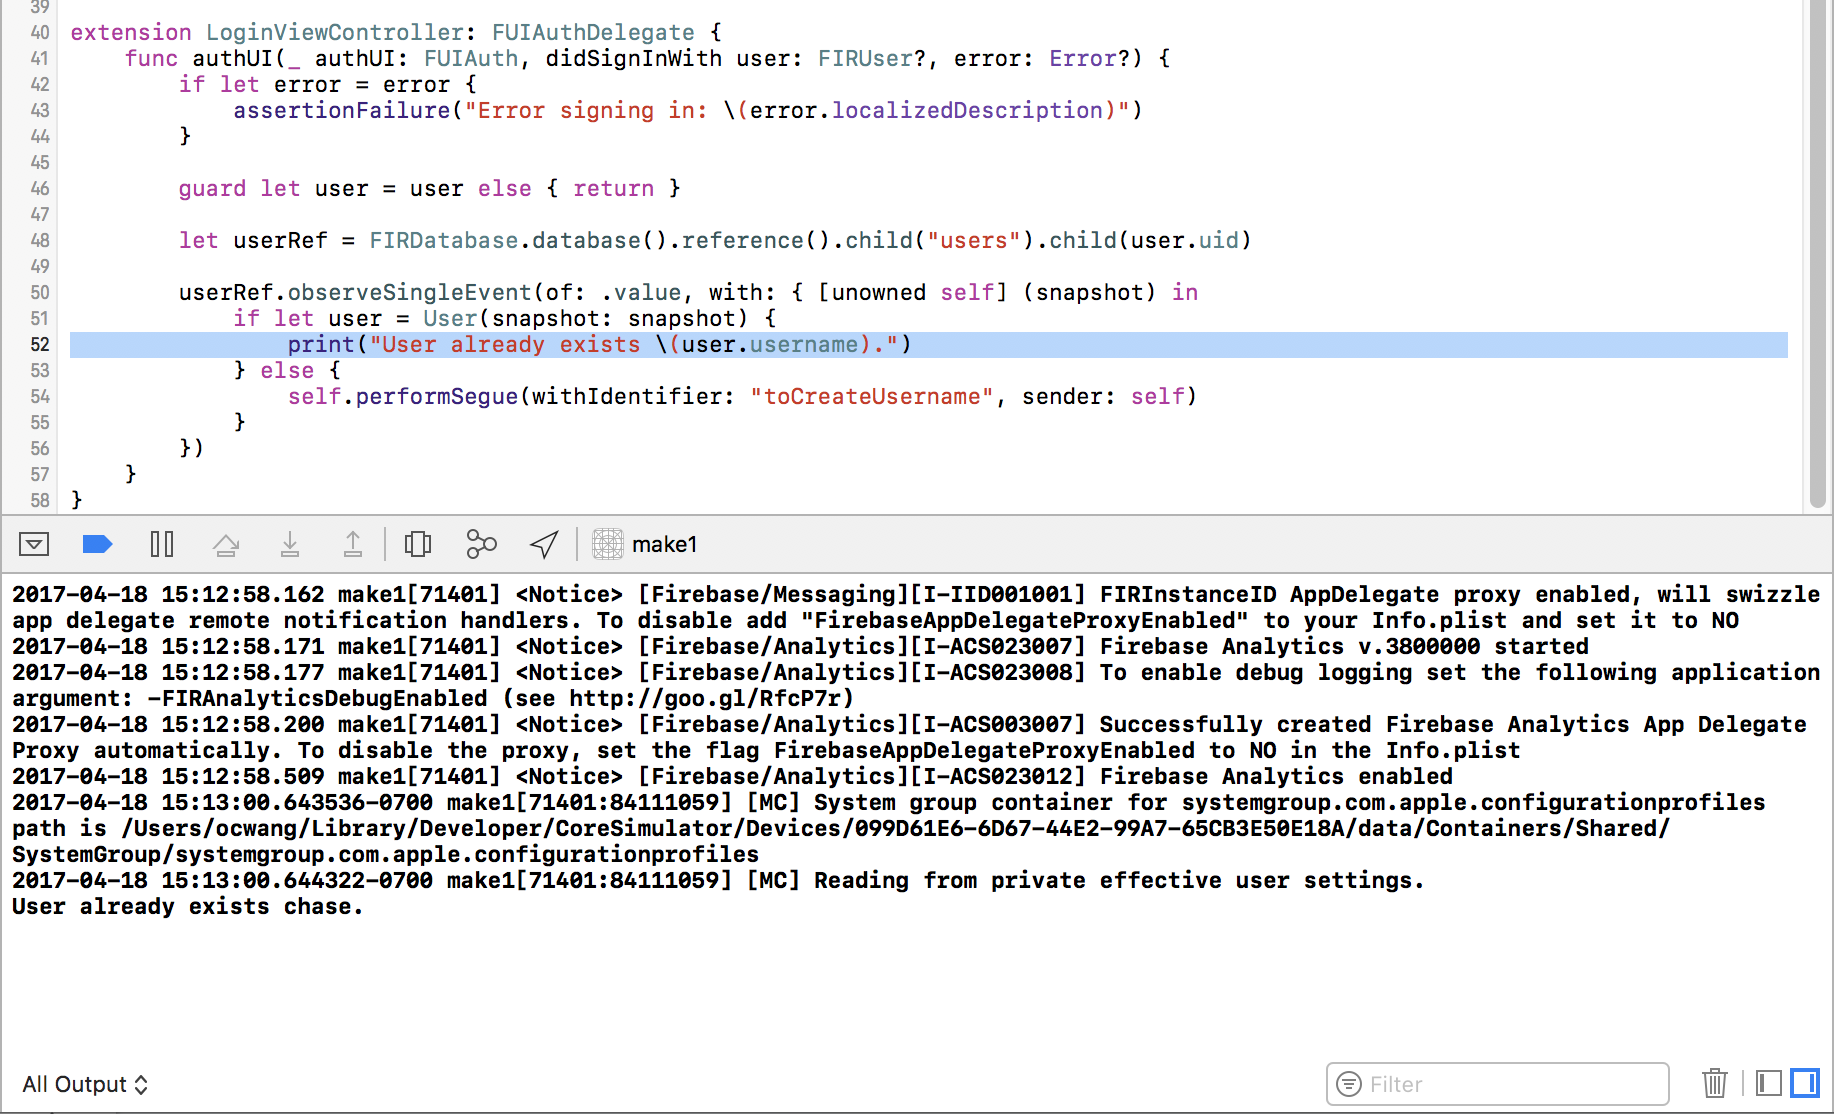 39
40 extension LoginViewController: FUIAuthDelegate {
41     func authUI(_ authUI: FUIAuth, didSignInWith user: FIRUser?, error: Error?) {
42         if let error = error {
43             assertionFailure("Error signing in: \(error.localizedDescription)")
44         }
45
46         guard let user = user else { return }
47
48         let userRef = FIRDatabase.database().reference().child("users").child(user.uid)
49
50         userRef.observeSingleEvent(of: .value, with: { [unowned self] (snapshot) in
51             if let user = User(snapshot: snapshot) {
52                 print("User already exists \(user.username).")
53             } else {
54                 self.performSegue(withIdentifier: "toCreateUsername", sender: self)
55             }
56         })
57     }
58 }
make1
2017-04-18 15:12:58.162 make1[71401] <Notice> [Firebase/Messaging][I-IID001001] FIRInstanceID AppDelegate proxy enabled, will swizzle
app delegate remote notification handlers. To disable add "FirebaseAppDelegateProxyEnabled" to your Info.plist and set it to NO
2017-04-18 15:12:58.171 make1[71401] <Notice> [Firebase/Analytics][I-ACS023007] Firebase Analytics v.3800000 started
2017-04-18 15:12:58.177 make1[71401] <Notice> [Firebase/Analytics][I-ACS023008] To enable debug logging set the following application
argument: -FIRAnalyticsDebugEnabled (see http://goo.gl/RfcP7r)
2017-04-18 15:12:58.200 make1[71401] <Notice> [Firebase/Analytics][I-ACS003007] Successfully created Firebase Analytics App Delegate
Proxy automatically. To disable the proxy, set the flag FirebaseAppDelegateProxyEnabled to NO in the Info.plist
2017-04-18 15:12:58.509 make1[71401] <Notice> [Firebase/Analytics][I-ACS023012] Firebase Analytics enabled
2017-04-18 15:13:00.643536-0700 make1[71401:84111059] [MC] System group container for systemgroup.com.apple.configurationprofiles
path is /Users/ocwang/Library/Developer/CoreSimulator/Devices/099D61E6-6D67-44E2-99A7-65CB3E50E18A/data/Containers/Shared/
SystemGroup/systemgroup.com.apple.configurationprofiles
2017-04-18 15:13:00.644322-0700 make1[71401:84111059] [MC] Reading from private effective user settings.
User already exists chase.
All Output
Filter